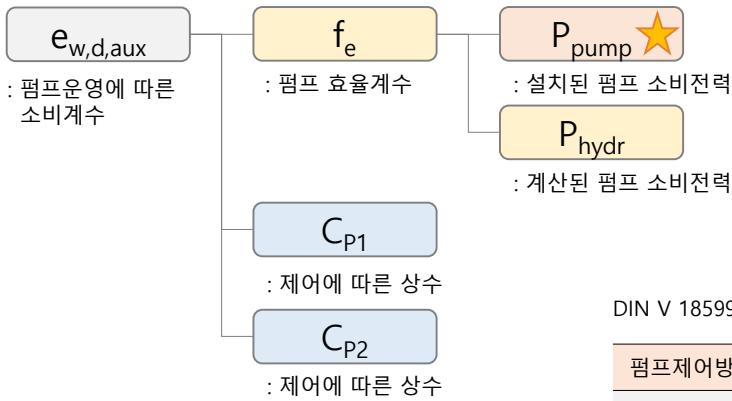 e_w,d,aux
f_e
P_pump
: 펌프운영에 따른
소비계수
: 펌프 효율계수
: 설치된 펌프 소비전력
P_hydr
: 계산된 펌프 소비전력
C_P1
: 제어에 따른 상수
DIN V 18599
C_P2
펌프제어방
: 제어에 따른 상수